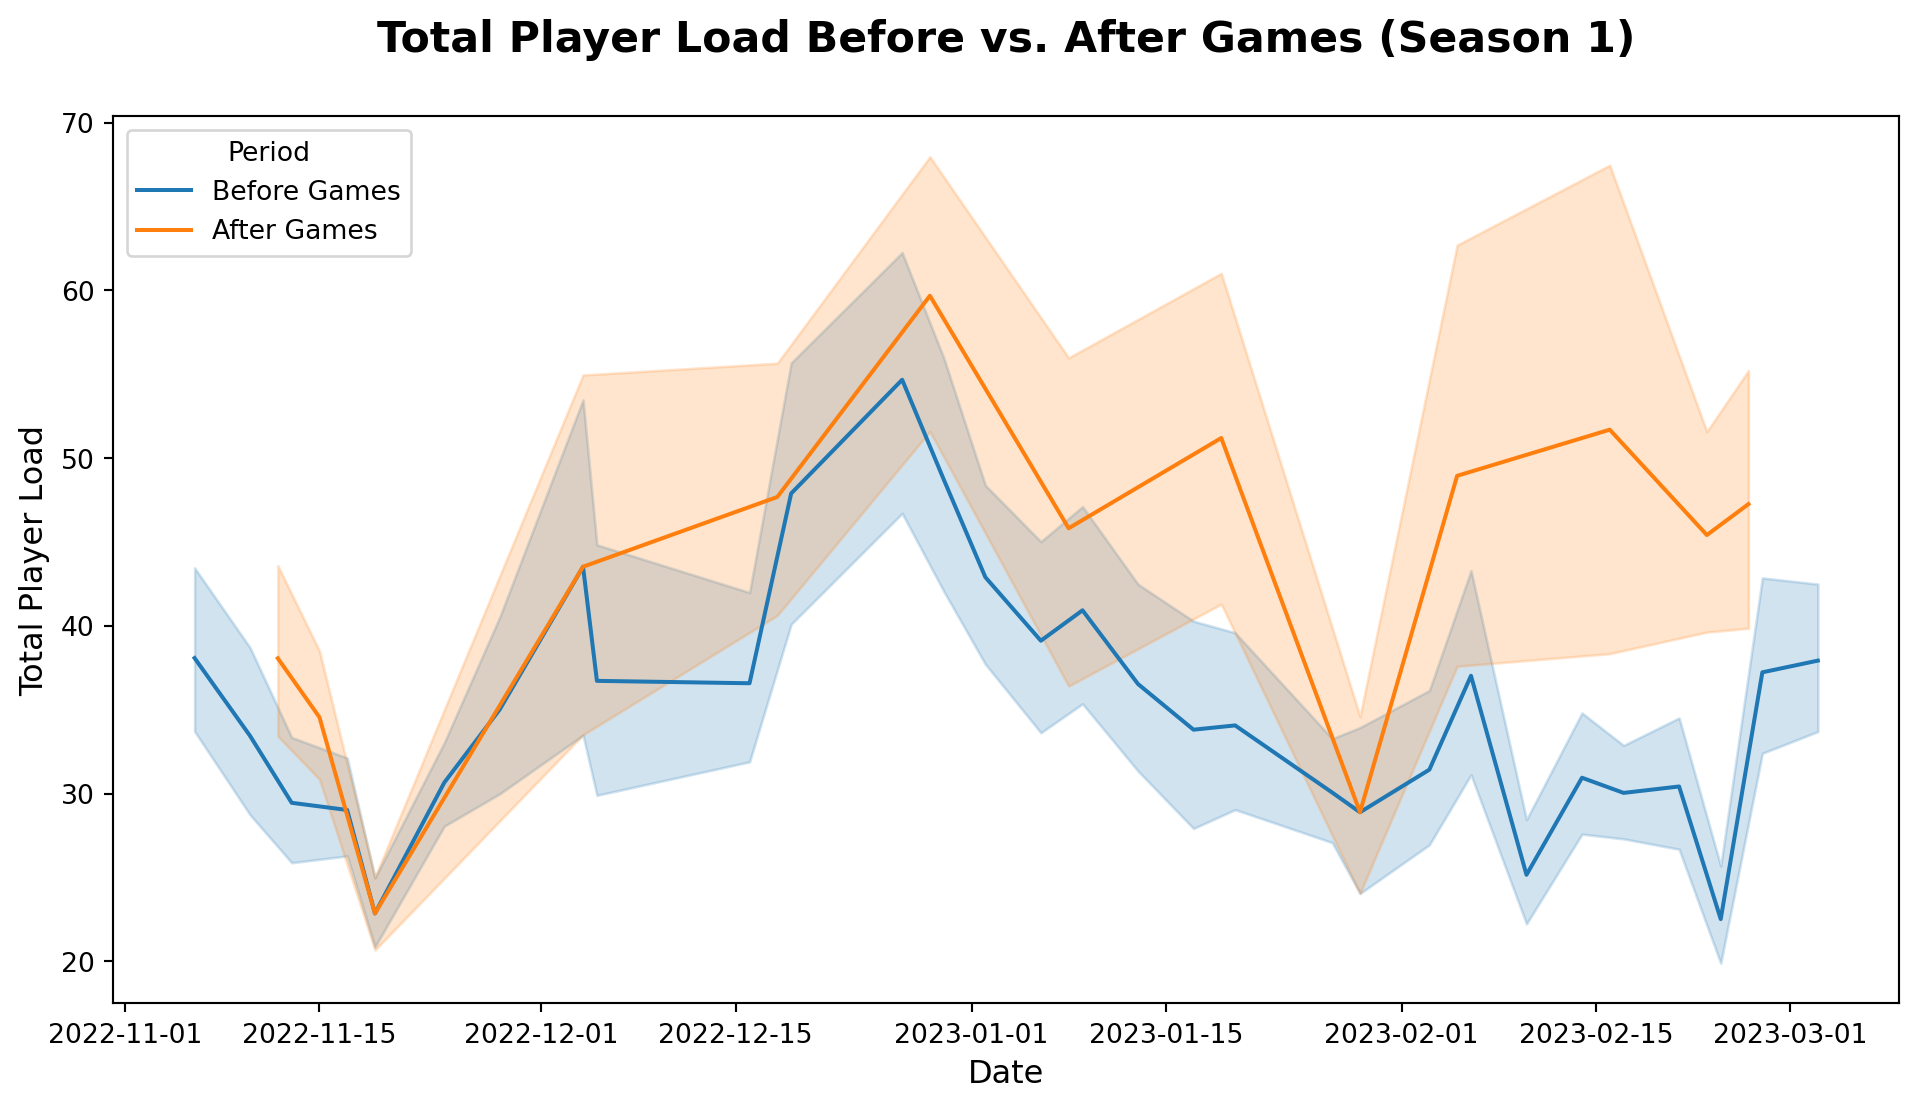 Total Player Load Before vs. After Games (Season 1)
70
60
50
40
30
20
Total Player Load
Period
Before Games
After Games
2022-11-01
2022-11-15
2022-12-01
2022-12-15
2023-01-01
2023-01-15
2023-02-01
2023-02-15
2023-03-01
Date